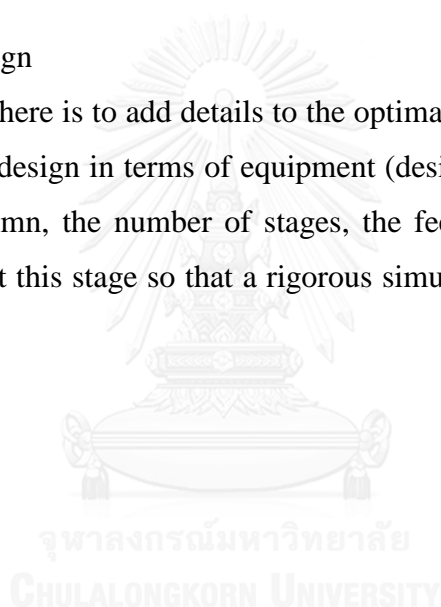 gn
here is to add details to the optima
design in terms of equipment (desi
mn, the number of stages, the fee
t this stage so that a rigorous simu
จุฬาลงกรณ์มหาวิทยาลัย
CHULALONGKORN UNIVERSITY